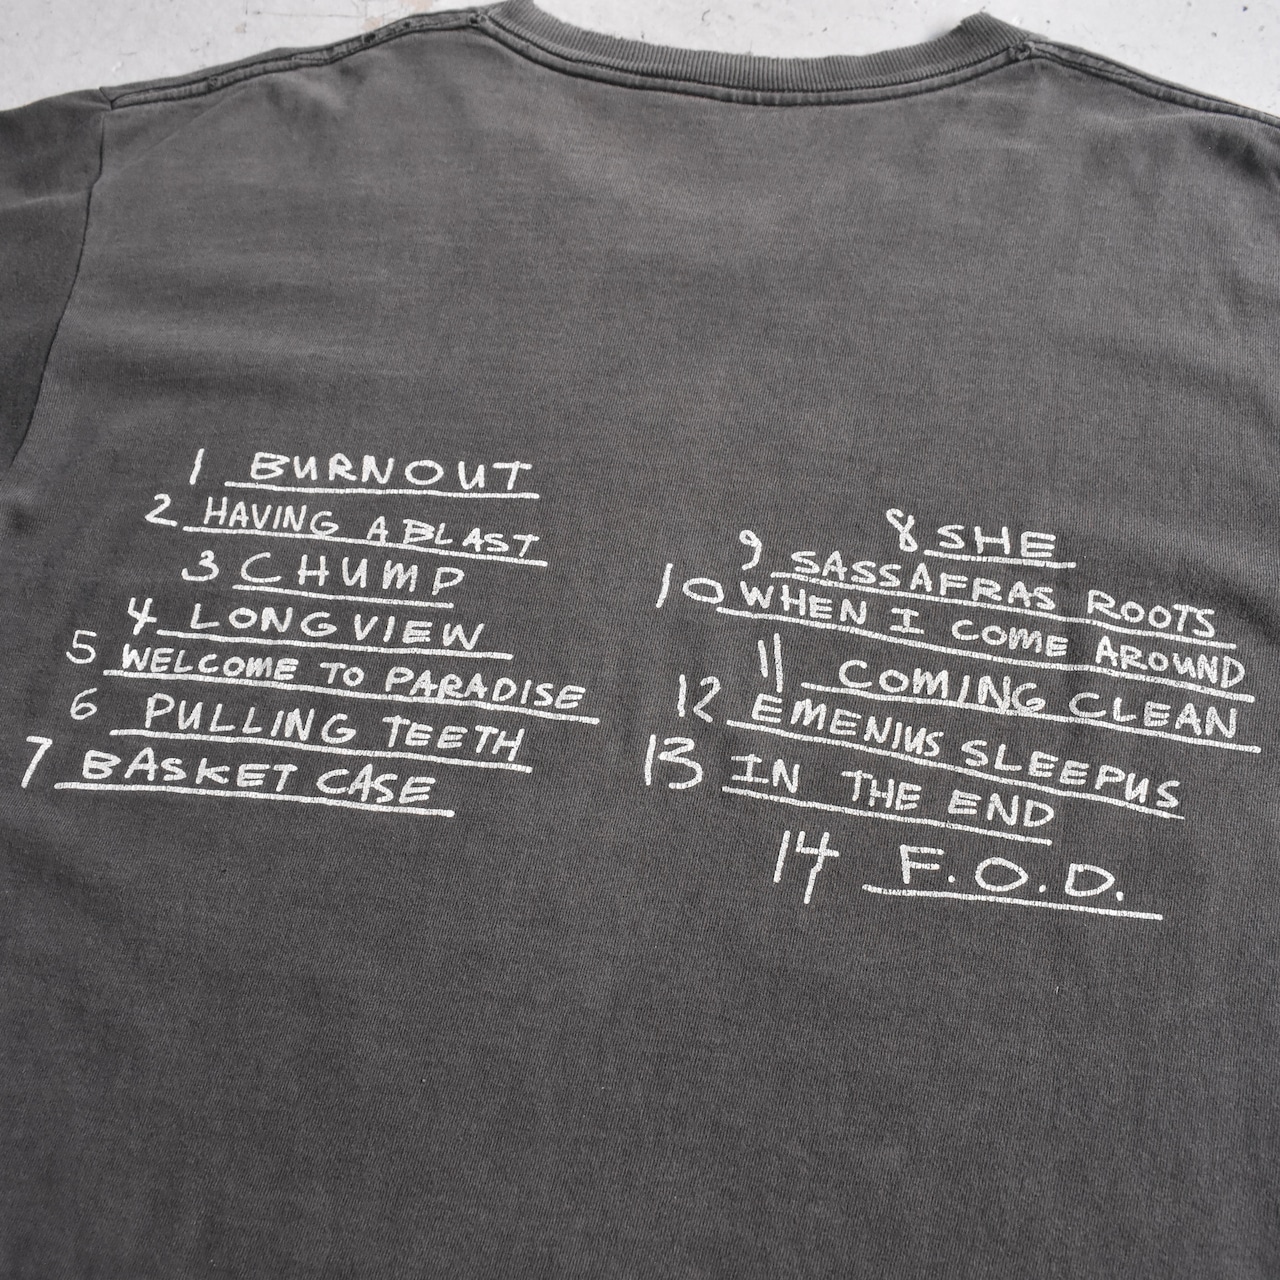 1 BURNOUT
2 HAVING A BLAST
3 CHUMP
4 LONGVIEW
5 WELCOME TO PARADISE
6 PULLING TEETH
7 BASKET CASE
8 SHE
9 SASSAFRAS ROOTS
10 WHEN I COME AROUND
11 COMING CLEAN
12 EMENIUS SLEEPUS
13 IN THE END
14 F.O.D.